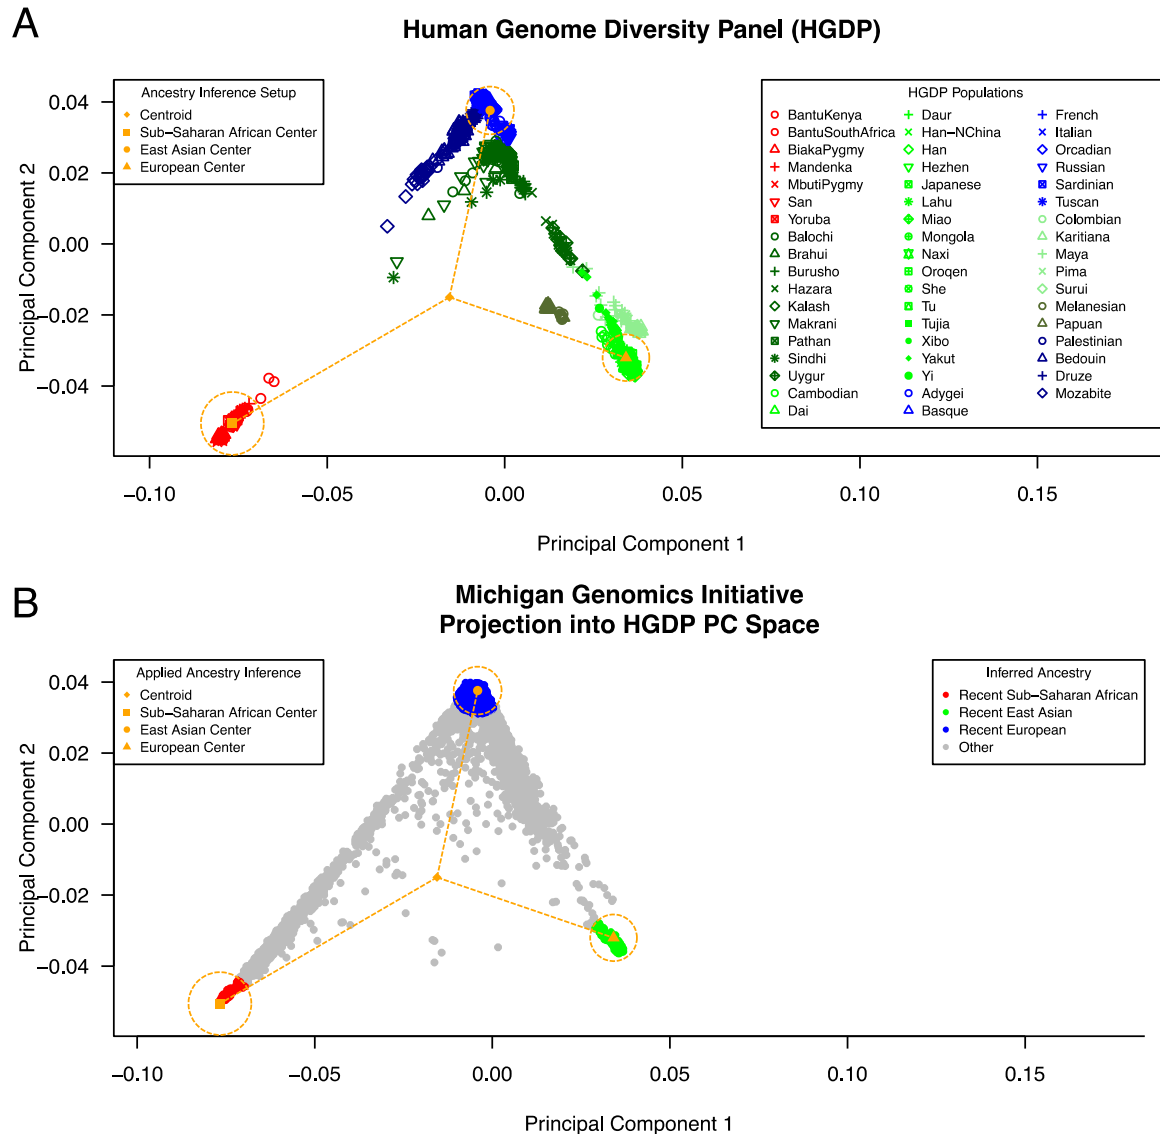 A
Human Genome Diversity Panel (HGDP)
Ancestry Inference Setup
Centroid
Sub−Saharan African Center
East Asian Center
European Center
HGDP Populations
BantuKenya
BantuSouthAfrica
BiakaPygmy
Mandenka
MbutiPygmy
San
Yoruba
Balochi
Brahui
Burusho
Hazara
Kalash
Makrani
Pathan
Sindhi
Uygur
Cambodian
Dai
Daur
Han−NChina
Han
Hezhen
Japanese
Lahu
Miao
Mongola
Naxi
Oroqen
She
Tu
Tujia
Xibo
Yakut
Yi
Adygei
Basque
French
Italian
Orcadian
Russian
Sardinian
Tuscan
Colombian
Karitiana
Maya
Pima
Surui
Melanesian
Papuan
Palestinian
Bedouin
Druze
Mozabite
Principal Component 2
0.04
0.02
0.00
−0.02
−0.04
−0.10
−0.05
0.00
0.05
0.10
0.15
Principal Component 1
B
Michigan Genomics Initiative
Projection into HGDP PC Space
Applied Ancestry Inference
Centroid
Sub−Saharan African Center
East Asian Center
European Center
Inferred Ancestry
Recent Sub−Saharan African
Recent East Asian
Recent European
Other
Principal Component 2
0.04
0.02
0.00
−0.02
−0.04
−0.10
−0.05
0.00
0.05
0.10
0.15
Principal Component 1